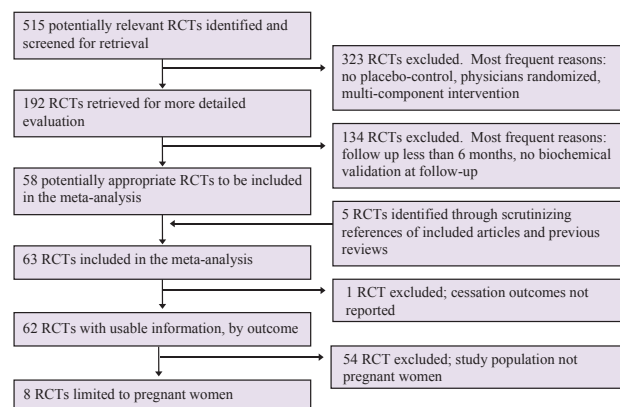 515 potentially relevant RCTs identified and
screened for retrieval
323 RCTs excluded. Most frequent reasons:
no placebo-control, physicians randomized,
multi-component intervention
192 RCTs retrieved for more detailed
evaluation
134 RCTs excluded. Most frequent reasons:
follow up less than 6 months, no biochemical
validation at follow-up
58 potentially appropriate RCTs to be included
in the meta-analysis
5 RCTs identified through scrutinizing
references of included articles and previous
reviews
63 RCTs included in the meta-analysis
1 RCT excluded; cessation outcomes not
reported
62 RCTs with usable information, by outcome
54 RCT excluded; study population not
pregnant women
8 RCTs limited to pregnant women